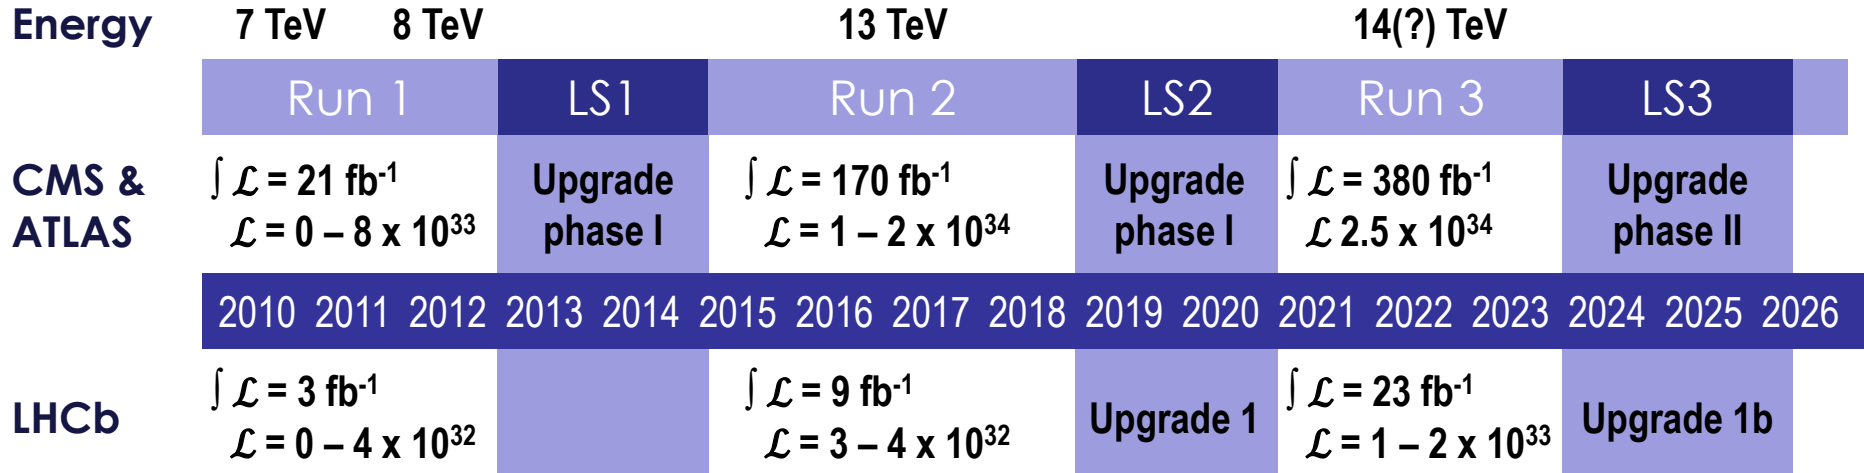 Energy 7 TeV 8 TeV 13 TeV 14(?) TeV
Run 1 LS1 Run 2 LS2 Run 3 LS3
CMS & ∫ ℒ = 21 fb⁻¹ Upgrade ∫ ℒ = 170 fb⁻¹ Upgrade ∫ ℒ = 380 fb⁻¹ Upgrade
ATLAS ℒ = 0 – 8 x 10³³ phase I ℒ = 1 – 2 x 10³⁴ phase I ℒ 2.5 x 10³⁴ phase II
2010 2011 2012 2013 2014 2015 2016 2017 2018 2019 2020 2021 2022 2023 2024 2025 2026
∫ ℒ = 3 fb⁻¹ ∫ ℒ = 9 fb⁻¹ ∫ ℒ = 23 fb⁻¹
LHCb Upgrade 1 Upgrade 1b
ℒ = 0 – 4 x 10³² ℒ = 3 – 4 x 10³² ℒ = 1 – 2 x 10³³